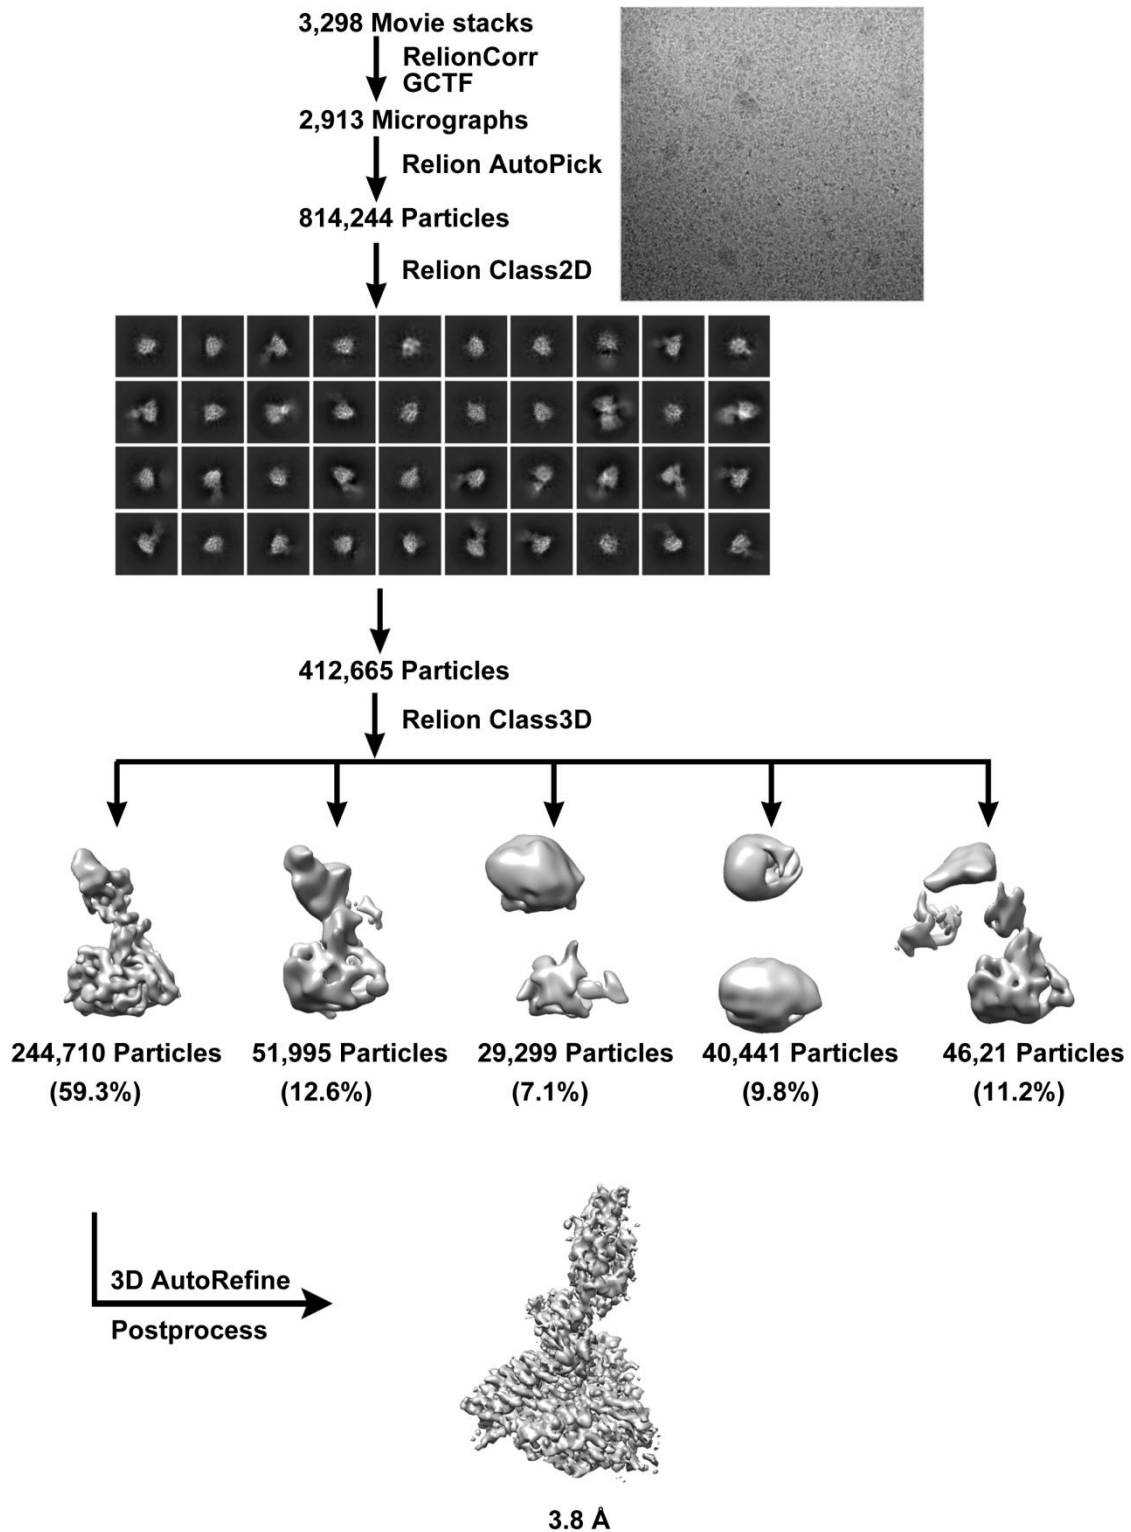 3,298 Movie stacks
RelionCorr
GCTF
2,913 Micrographs
Relion AutoPick
814,244 Particles
Relion Class2D
412,665 Particles
Relion Class3D
244,710 Particles
(59.3%)
51,995 Particles
(12.6%)
29,299 Particles
(7.1%)
40,441 Particles
(9.8%)
46,21 Particles
(11.2%)
3D AutoRefine
Postprocess
3.8 Å